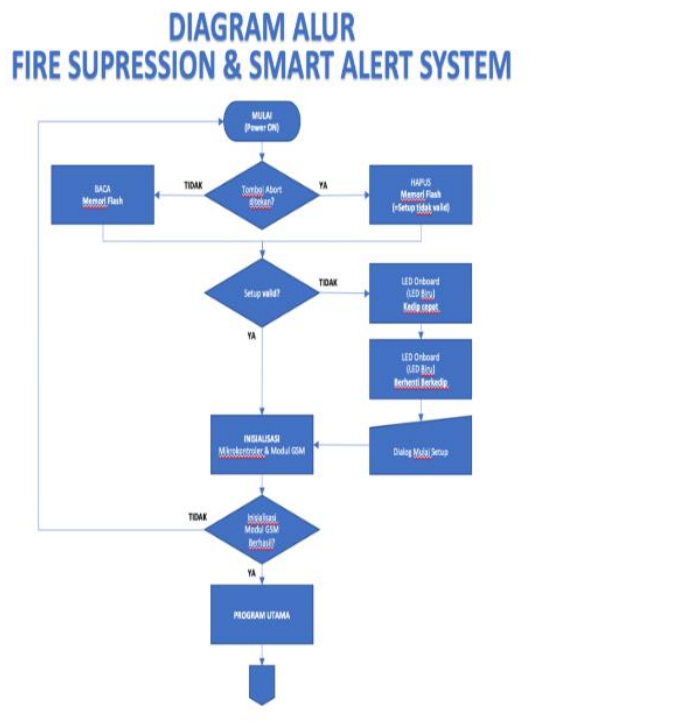 DIAGRAM ALUR
FIRE SUPRESSION & SMART ALERT SYSTEM
MULAI
(Power ON)
TIDAK
Tombol Abort
ditekan?
YA
BACA
Memori Flash
HAPUS
Memori Flash
(=Setup tidak valid)
Setup valid?
TIDAK
YA
LED Onboard
(LED Biru)
Kedip cepat
LED Onboard
(LED Biru)
Berhenti Berkedip
INISIALISASI
Mikrokontroler & Modul GSM
Dialog Mulai Setup
TIDAK
Inisialisasi
Modul GSM
Berhasil?
YA
PROGRAM UTAMA